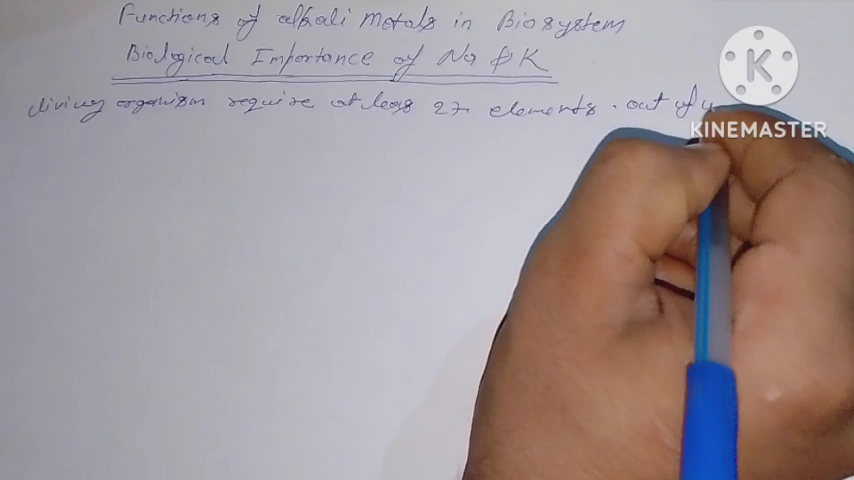 Functions of alkali Metals in Biosystem
Biological Importance of Na & K
living organism require at leas 27 elements. out of
K
KINEMASTER